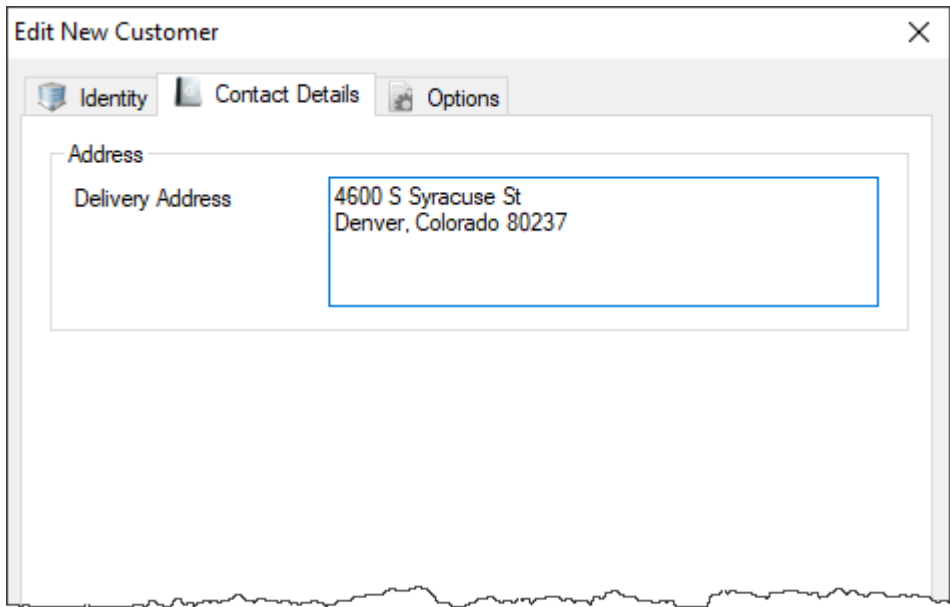 Edit New Customer
Identity
Contact Details
Options
Address
Delivery Address
4600 S Syracuse St
Denver, Colorado 80237